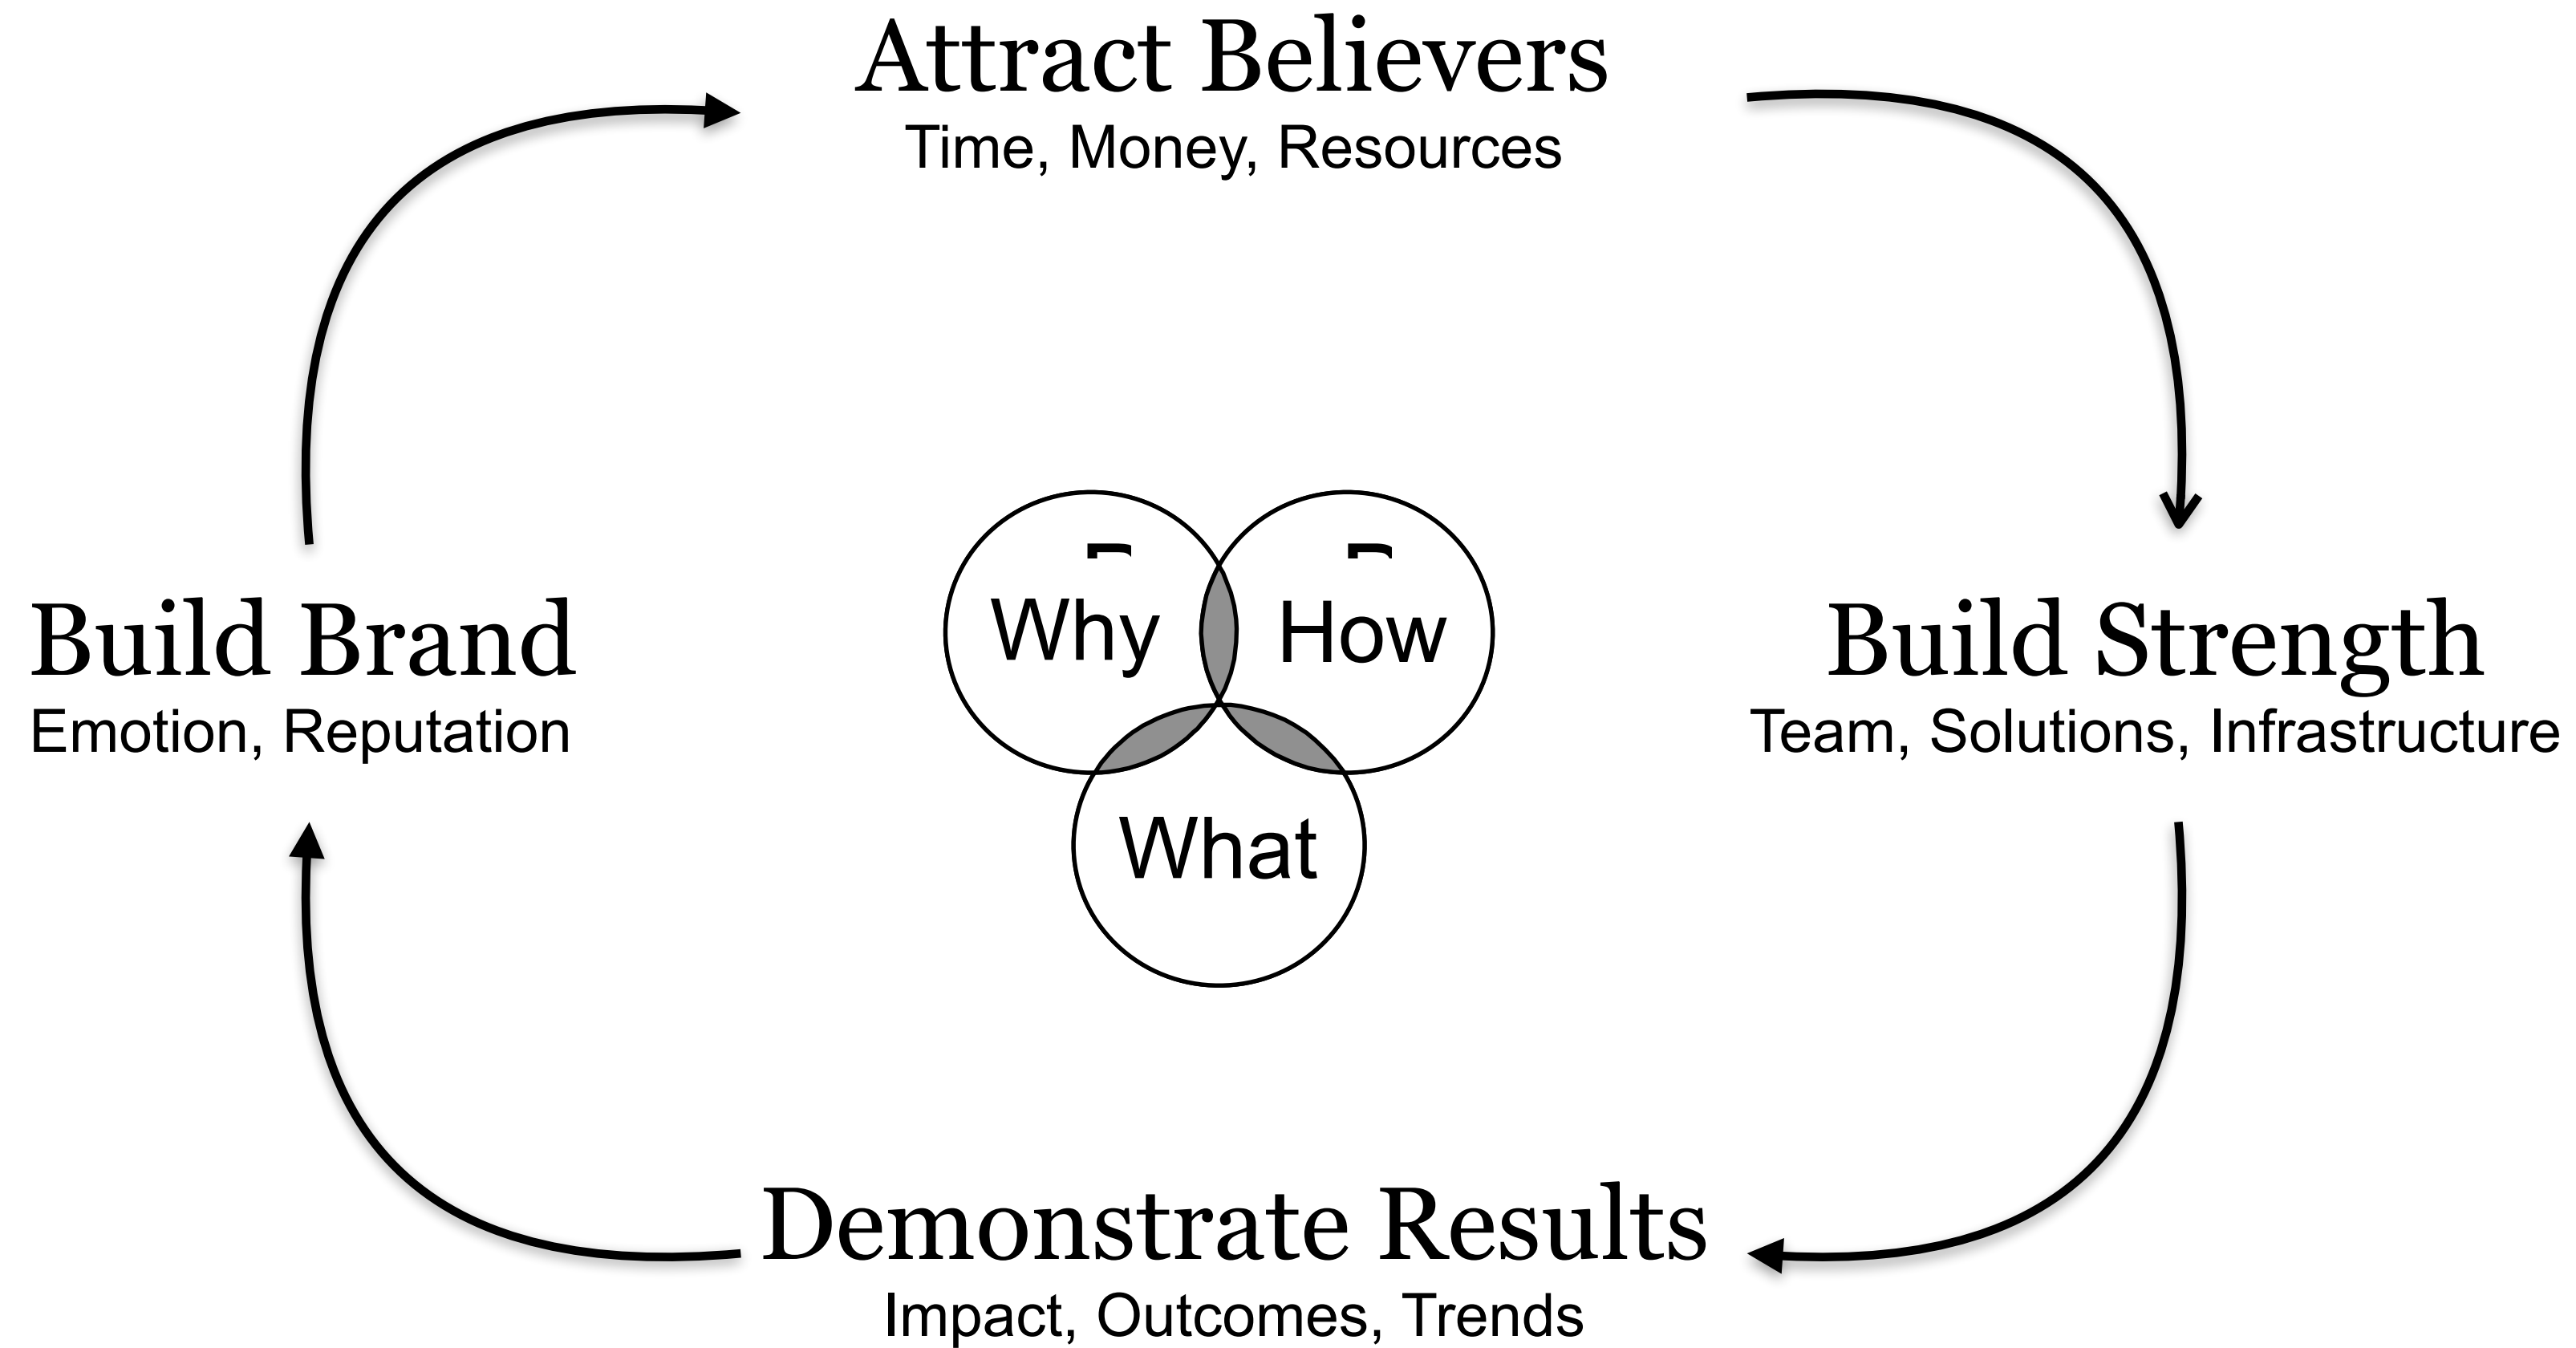 Attract Believers
Time, Money, Resources
Why
How
Build Brand
Emotion, Reputation
Build Strength
Team, Solutions, Infrastructure
What
Demonstrate Results
Impact, Outcomes, Trends